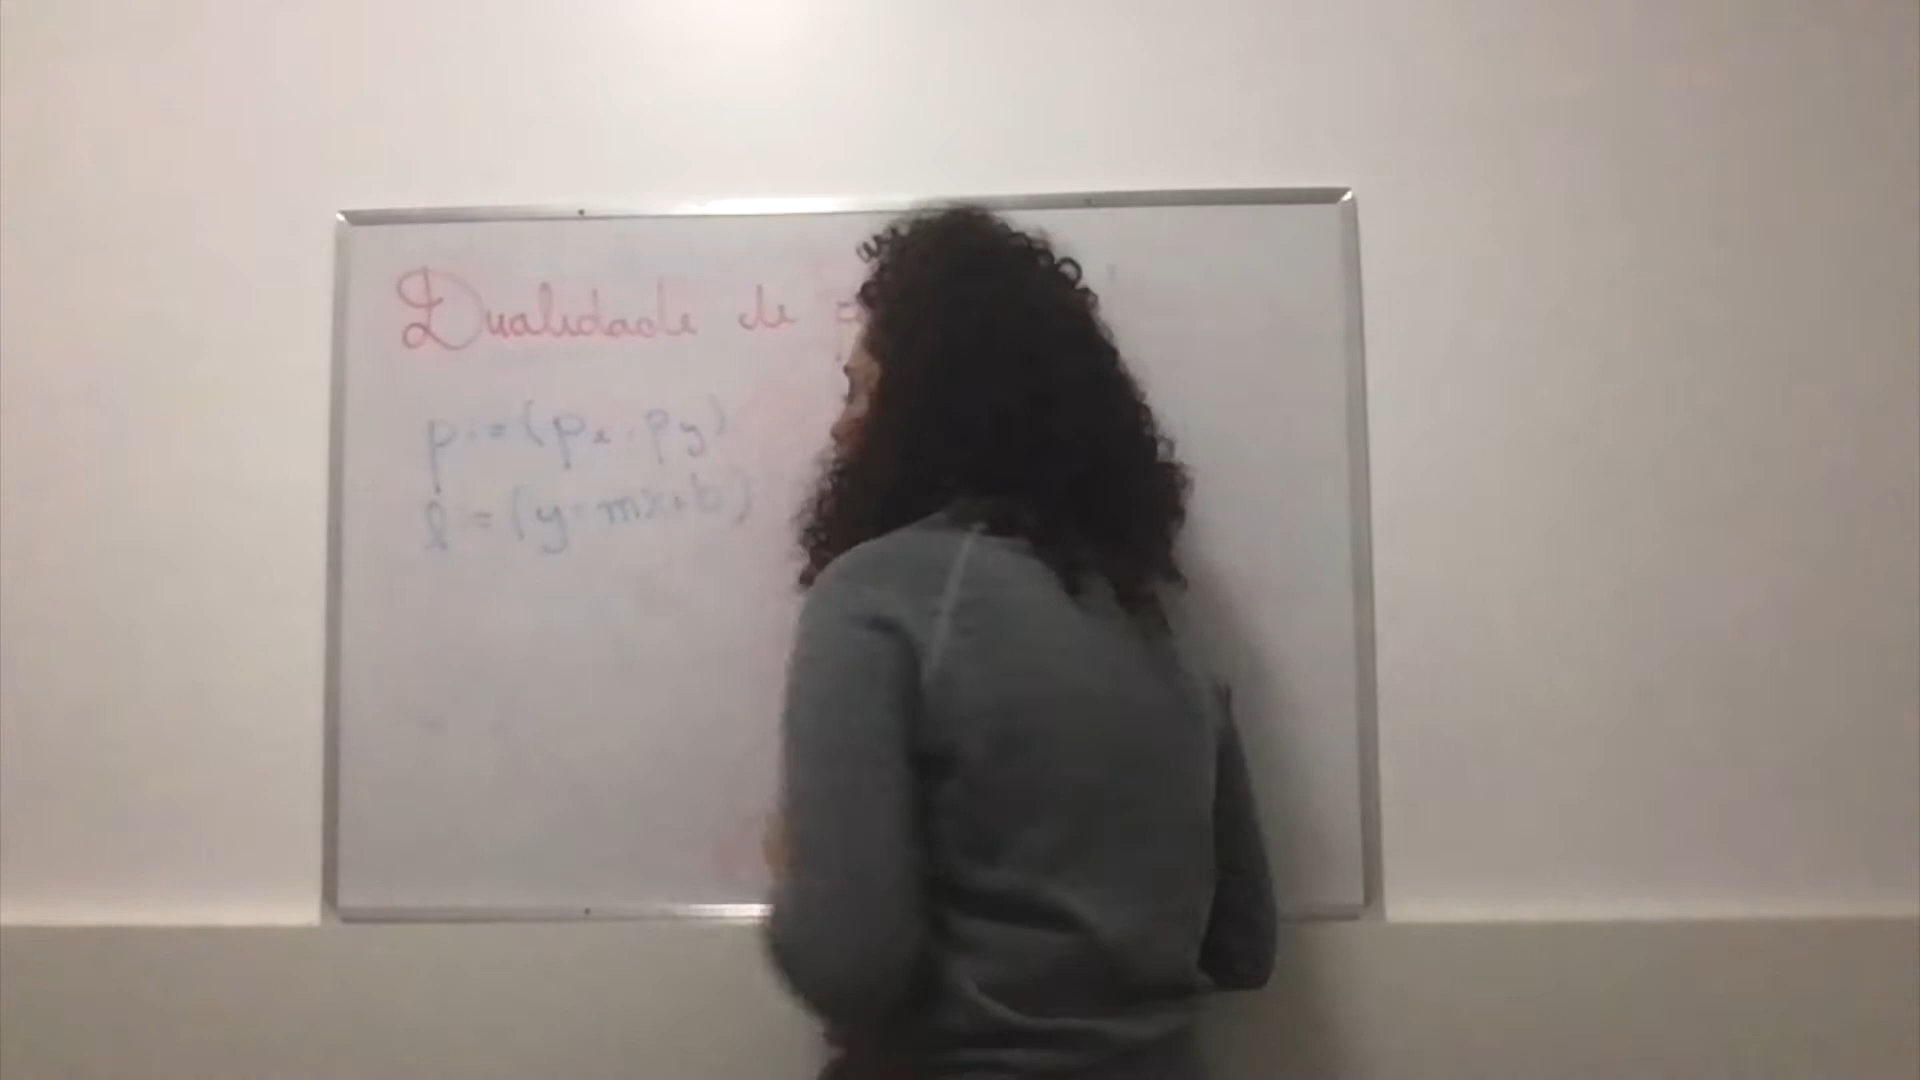 Dualidade de
p := (px, py)
l := (y = mx + b)